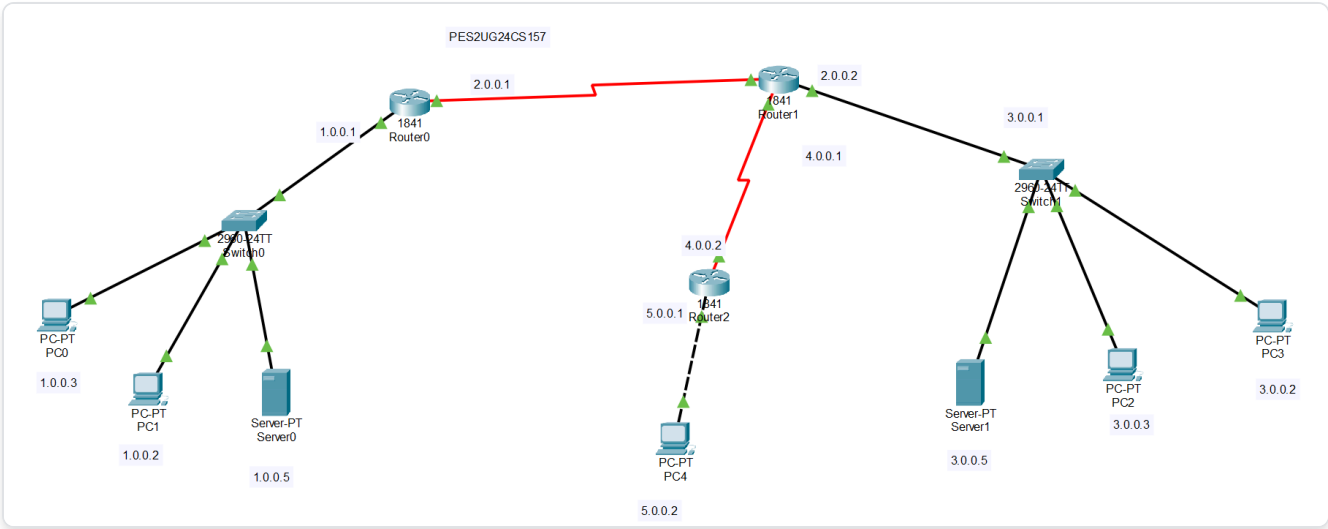 PES2UG24CS157
2.0.0.1
2.0.0.2
1841
Router0
1841
Router1
1.0.0.1
3.0.0.1
4.0.0.1
2960-24TT
Switch1
2960-24TT
Switch0
4.0.0.2
1841
Router2
5.0.0.1
PC-PT
PC0
1.0.0.3
PC-PT
PC1
1.0.0.2
Server-PT
Server0
1.0.0.5
PC-PT
PC4
5.0.0.2
Server-PT
Server1
3.0.0.5
PC-PT
PC2
3.0.0.3
PC-PT
PC3
3.0.0.2